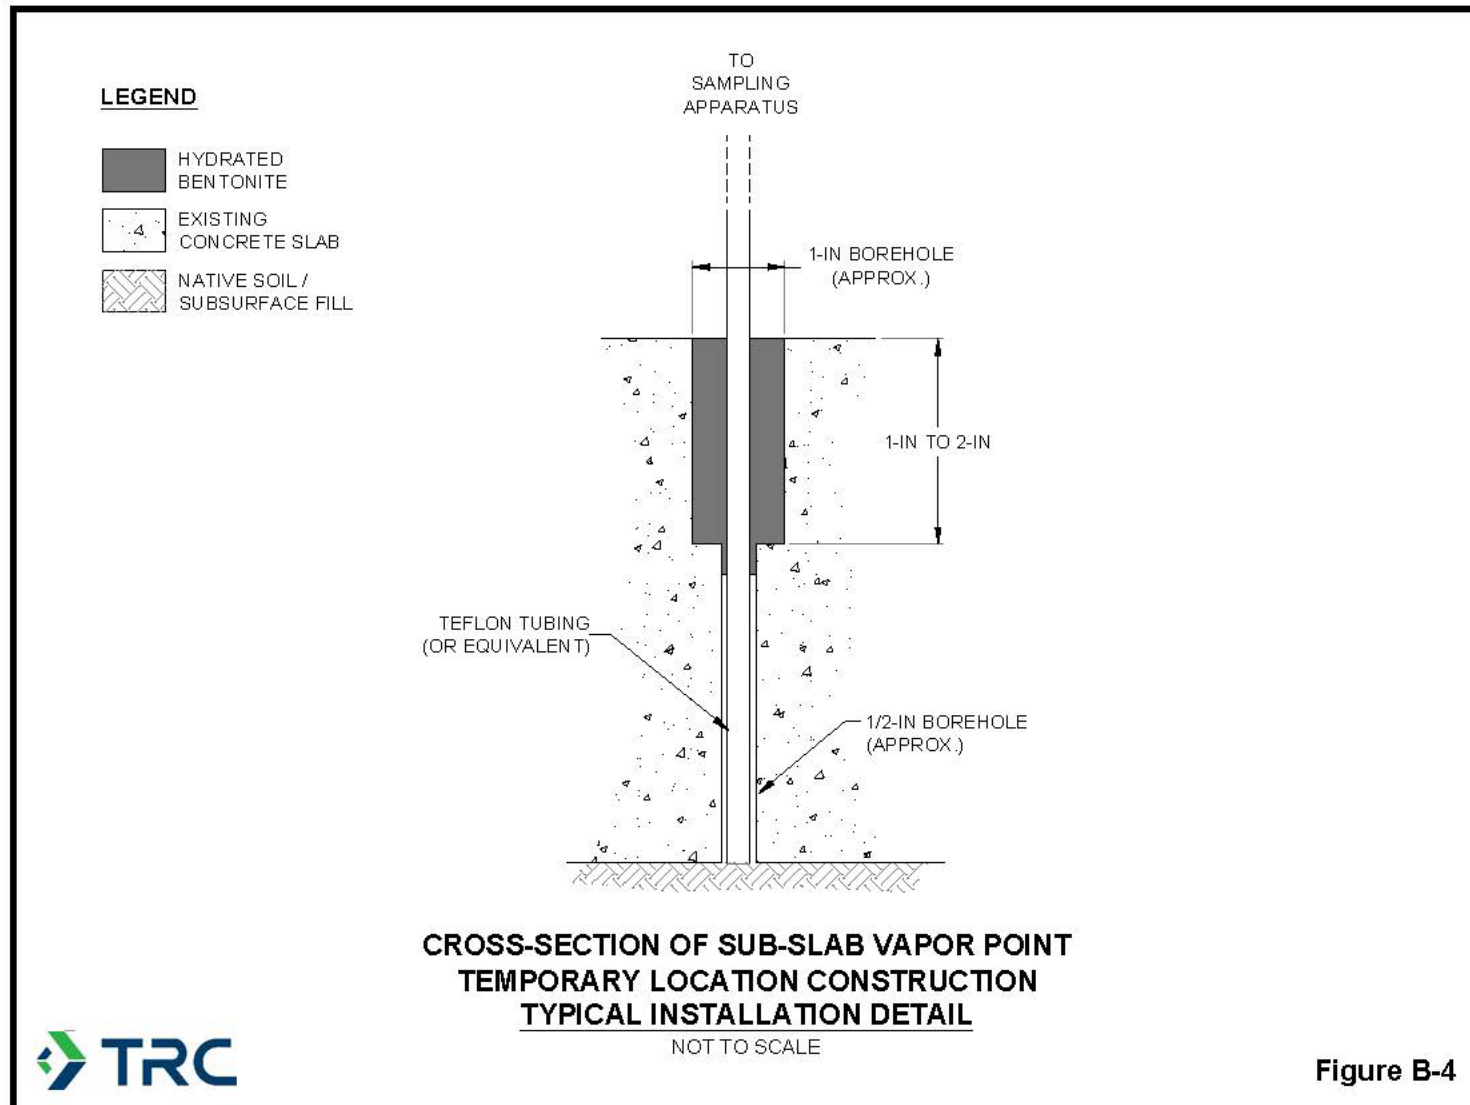 LEGEND
HYDRATED
BENTONITE
EXISTING
CONCRETE SLAB
NATIVE SOIL /
SUBSURFACE FILL
TO
SAMPLING
APPARATUS
1-IN BOREHOLE
(APPROX.)
1-IN TO 2-IN
TEFLON TUBING
(OR EQUIVALENT)
1/2-IN BOREHOLE
(APPROX.)
CROSS-SECTION OF SUB-SLAB VAPOR POINT
TEMPORARY LOCATION CONSTRUCTION
TYPICAL INSTALLATION DETAIL
NOT TO SCALE
TRC
Figure B-4